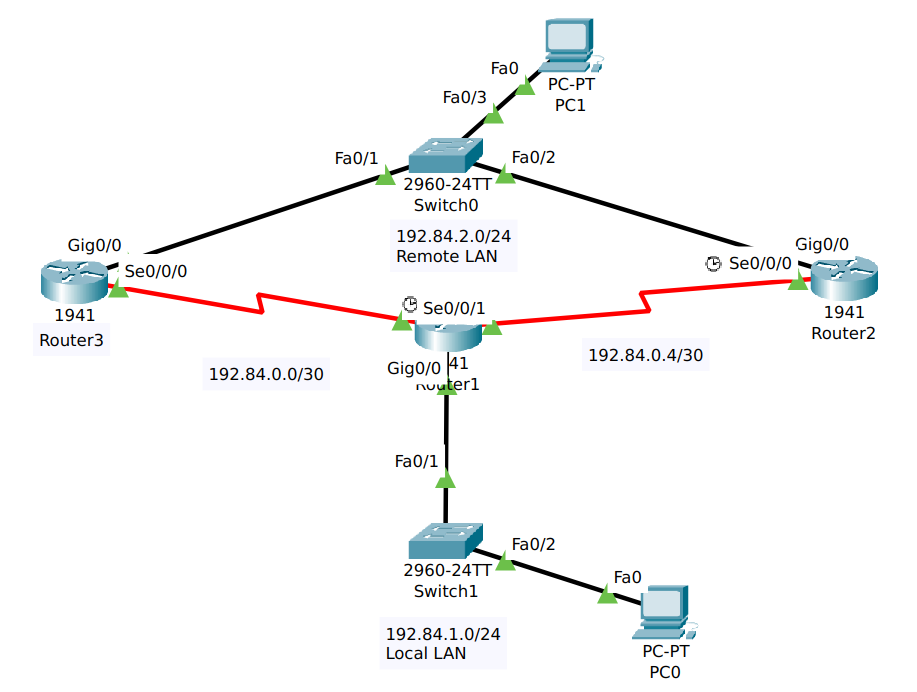 Fa0
PC-PT
PC1
Fa0/3
Fa0/1
Fa0/2
2960-24TT
Switch0
192.84.2.0/24
Remote LAN
Gig0/0
Se0/0/0
1941
Router3
Gig0/0
Se0/0/0
1941
Router2
Se0/0/1
192.84.0.0/30
192.84.0.4/30
Gig0/0
41
Router1
Fa0/1
Fa0/2
2960-24TT
Switch1
Fa0
PC-PT
PC0
192.84.1.0/24
Local LAN